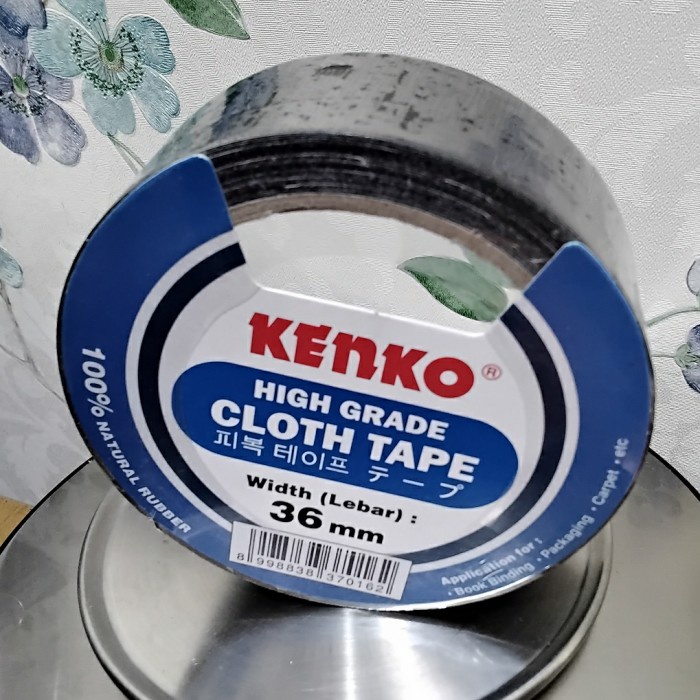 KENKO®
HIGH GRADE
CLOTH TAPE
피복 테이프 テープ
Width (Lebar) :
36 mm
8 998838 370162
100% NATURAL RUBBER
Application for :
• Book Binding • Packaging • Carpet • etc